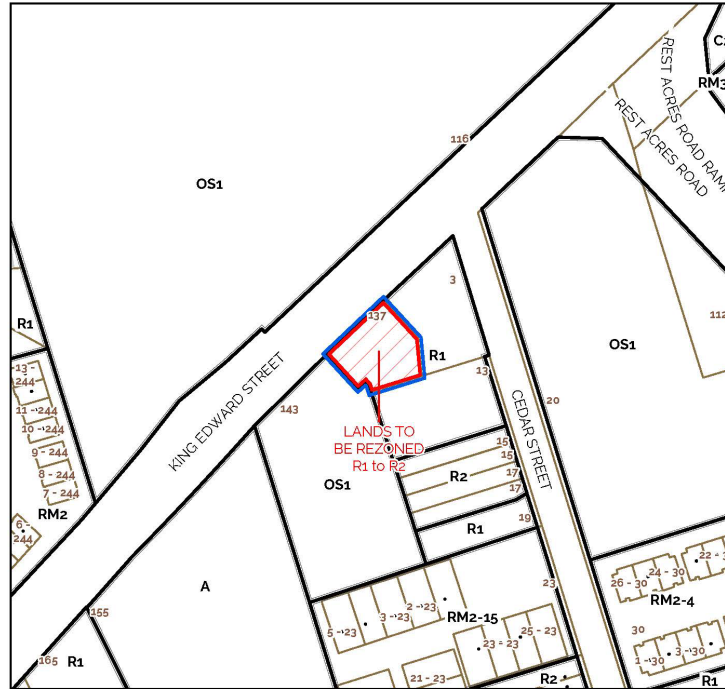 116
OS1
REST ACRES ROAD RAMP
REST ACRES ROAD
RM3
3
137
R1
R1
OS1
112
13 -
244
11 - 244
10 - 244
9 - 244
8 - 244
7 - 244
RM2
6 -
244
KING EDWARD STREET
143
LANDS TO
BE REZONED
R1 to R2
OS1
13
CEDAR STREET
20
15
15
17
17
R2
R1
19
A
155
165
R1
23
5 - 23
3 - 23
2 - 23
RM2-15
23 - 23
25 - 23
21 - 23
R2
26 - 30
24 - 30
22 -
RM2-4
30
1 - 30
3 - 30
R1